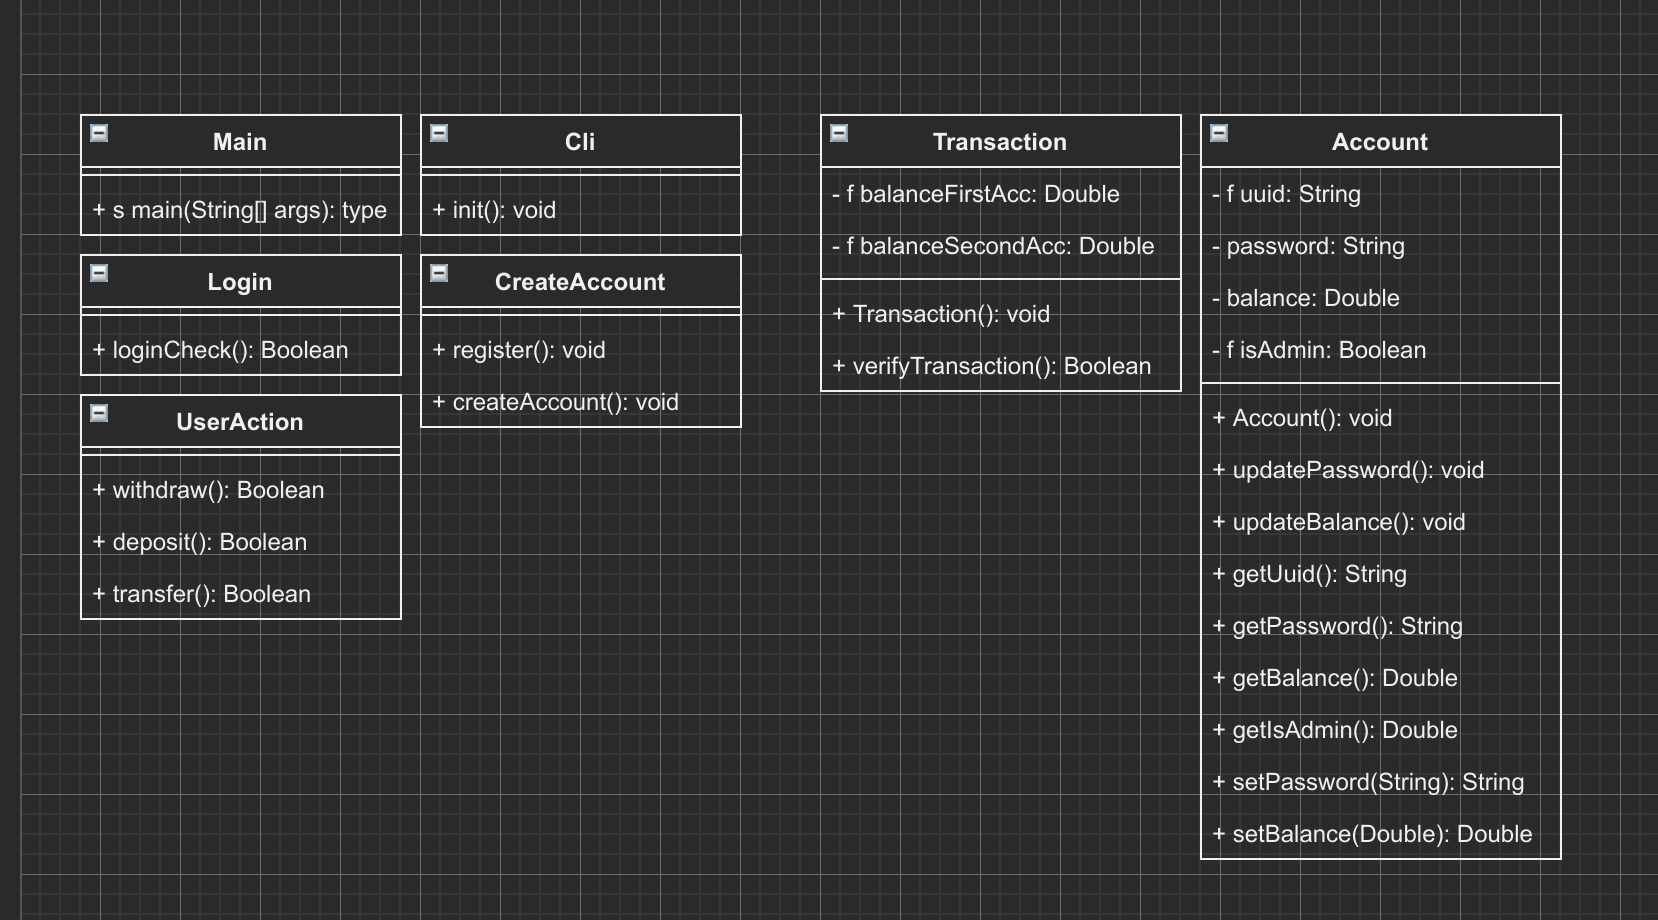 Main
+ s main(String[] args): type
Cli
+ init(): void
Login
+ loginCheck(): Boolean
CreateAccount
+ register(): void
+ createAccount(): void
UserAction
+ withdraw(): Boolean
+ deposit(): Boolean
+ transfer(): Boolean
Transaction
- f balanceFirstAcc: Double
- f balanceSecondAcc: Double
+ Transaction(): void
+ verifyTransaction(): Boolean
Account
- f uuid: String
- password: String
- balance: Double
- f isAdmin: Boolean
+ Account(): void
+ updatePassword(): void
+ updateBalance(): void
+ getUuid(): String
+ getPassword(): String
+ getBalance(): Double
+ getIsAdmin(): Double
+ setPassword(String): String
+ setBalance(Double): Double